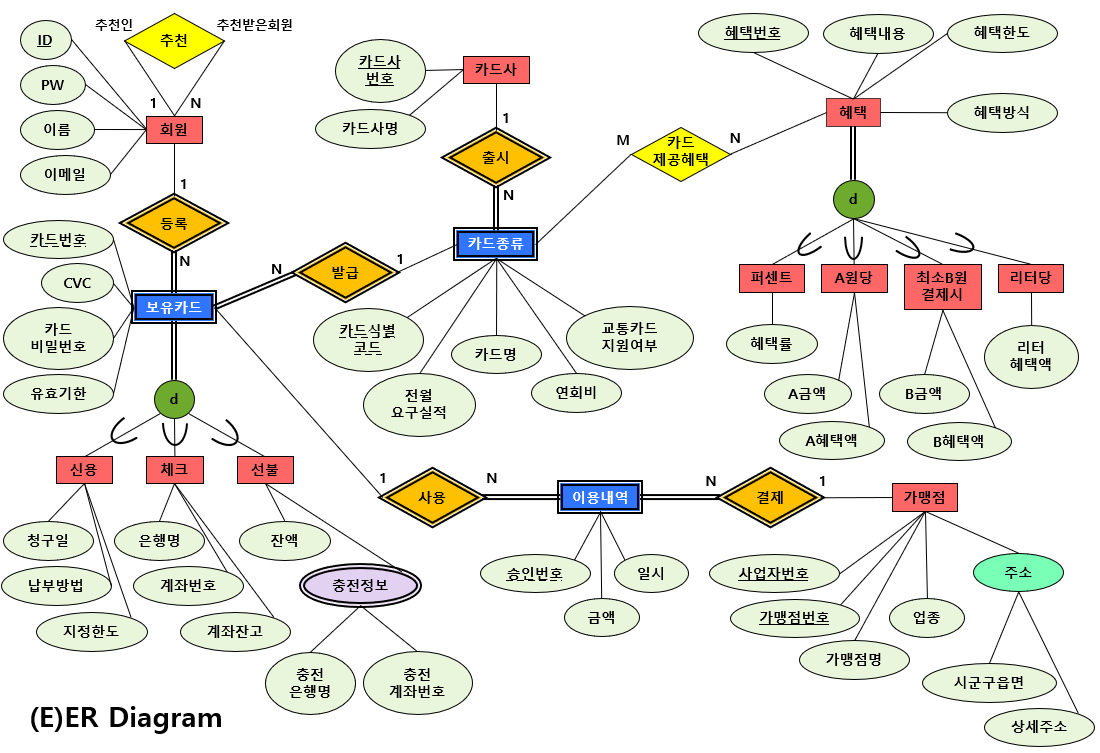 추천인
추천
추천받은회원
ID
PW
이름
이메일
1
N
회원
1
등록
N
카드번호
CVC
카드
비밀번호
유효기한
보유카드
d
신용
체크
선불
청구일
납부방법
지정한도
은행명
계좌번호
계좌잔고
잔액
충전정보
충전
은행명
충전
계좌번호
N
발급
1
카드사
번호
카드사명
카드사
1
출시
N
카드종류
카드식별
코드
전월
요구실적
카드명
연회비
교통카드
지원여부
M
카드
제공혜택
N
혜택번호
혜택내용
혜택한도
혜택방식
혜택
d
퍼센트
A원당
최소B원
결제시
리터당
혜택률
A금액
A혜택액
B금액
B혜택액
리터
혜택액
1
사용
N
이용내역
승인번호
금액
일시
N
결제
1
가맹점
사업자번호
가맹점번호
가맹점명
업종
주소
시군구읍면
상세주소
(E)ER Diagram